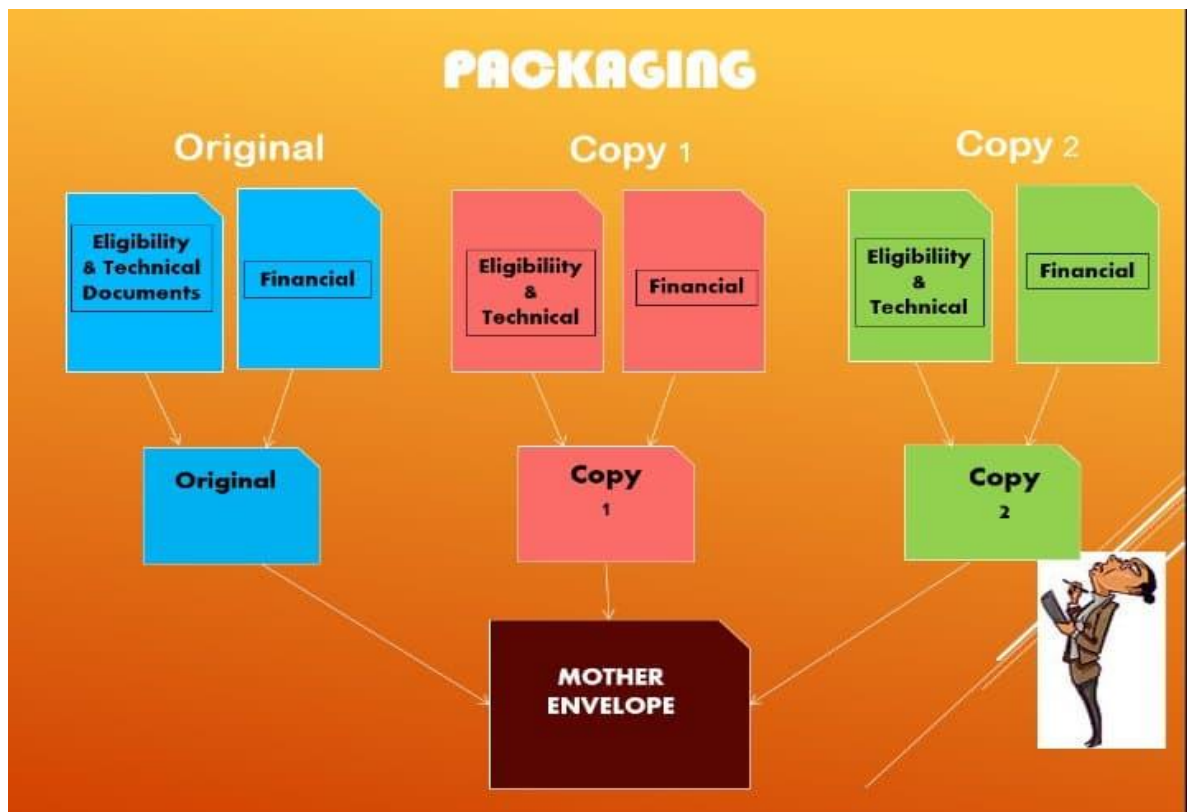 PACKAGING
Original
Copy 1
Copy 2
Eligibility
& Technical
Documents
Financial
Eligibiliity
&
Technical
Financial
Eligibiliity
&
Technical
Financial
Original
Copy
1
Copy
2
MOTHER
ENVELOPE